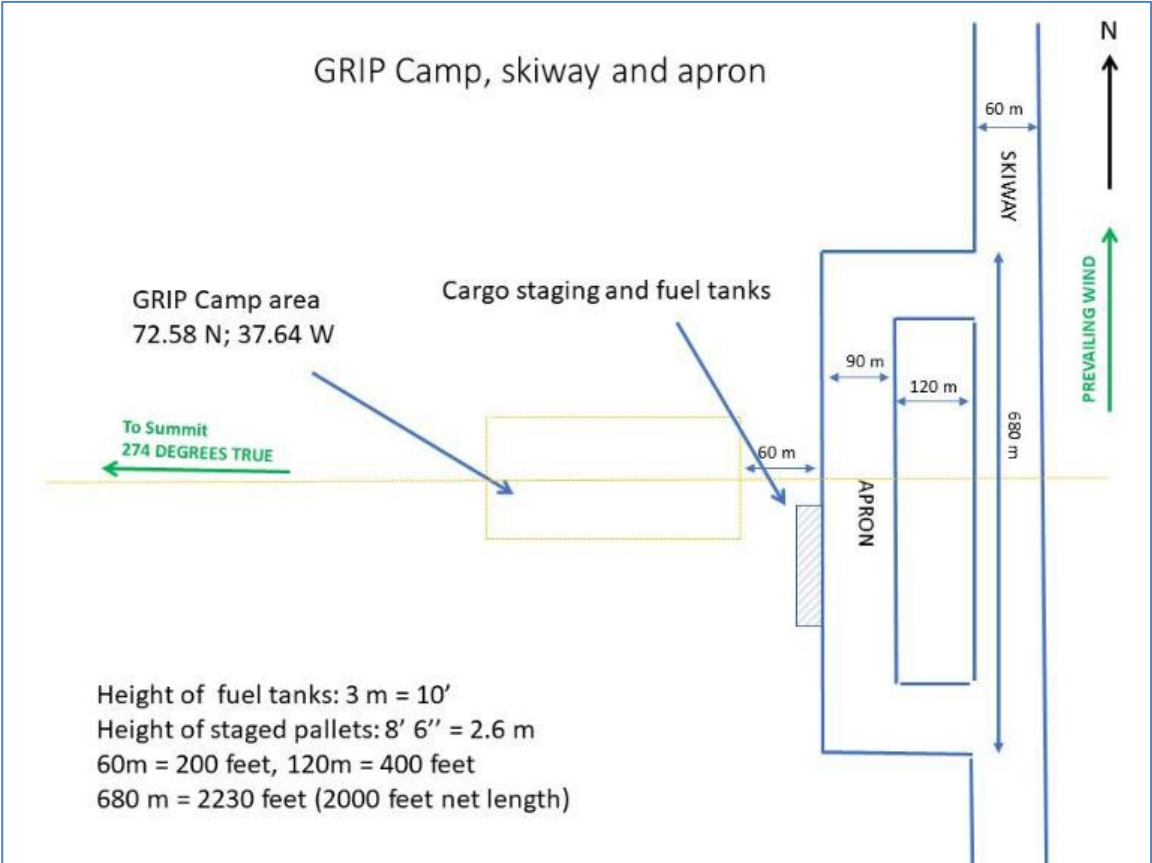 GRIP Camp, skiway and apron
N
60 m
SKIWAY
PREVAILING WIND
Cargo staging and fuel tanks
GRIP Camp area
72.58 N; 37.64 W
90 m
120 m
680 m
To Summit
274 DEGREES TRUE
60 m
APRON
Height of fuel tanks: 3 m = 10’
Height of staged pallets: 8’ 6’’ = 2.6 m
60m = 200 feet, 120m = 400 feet
680 m = 2230 feet (2000 feet net length)